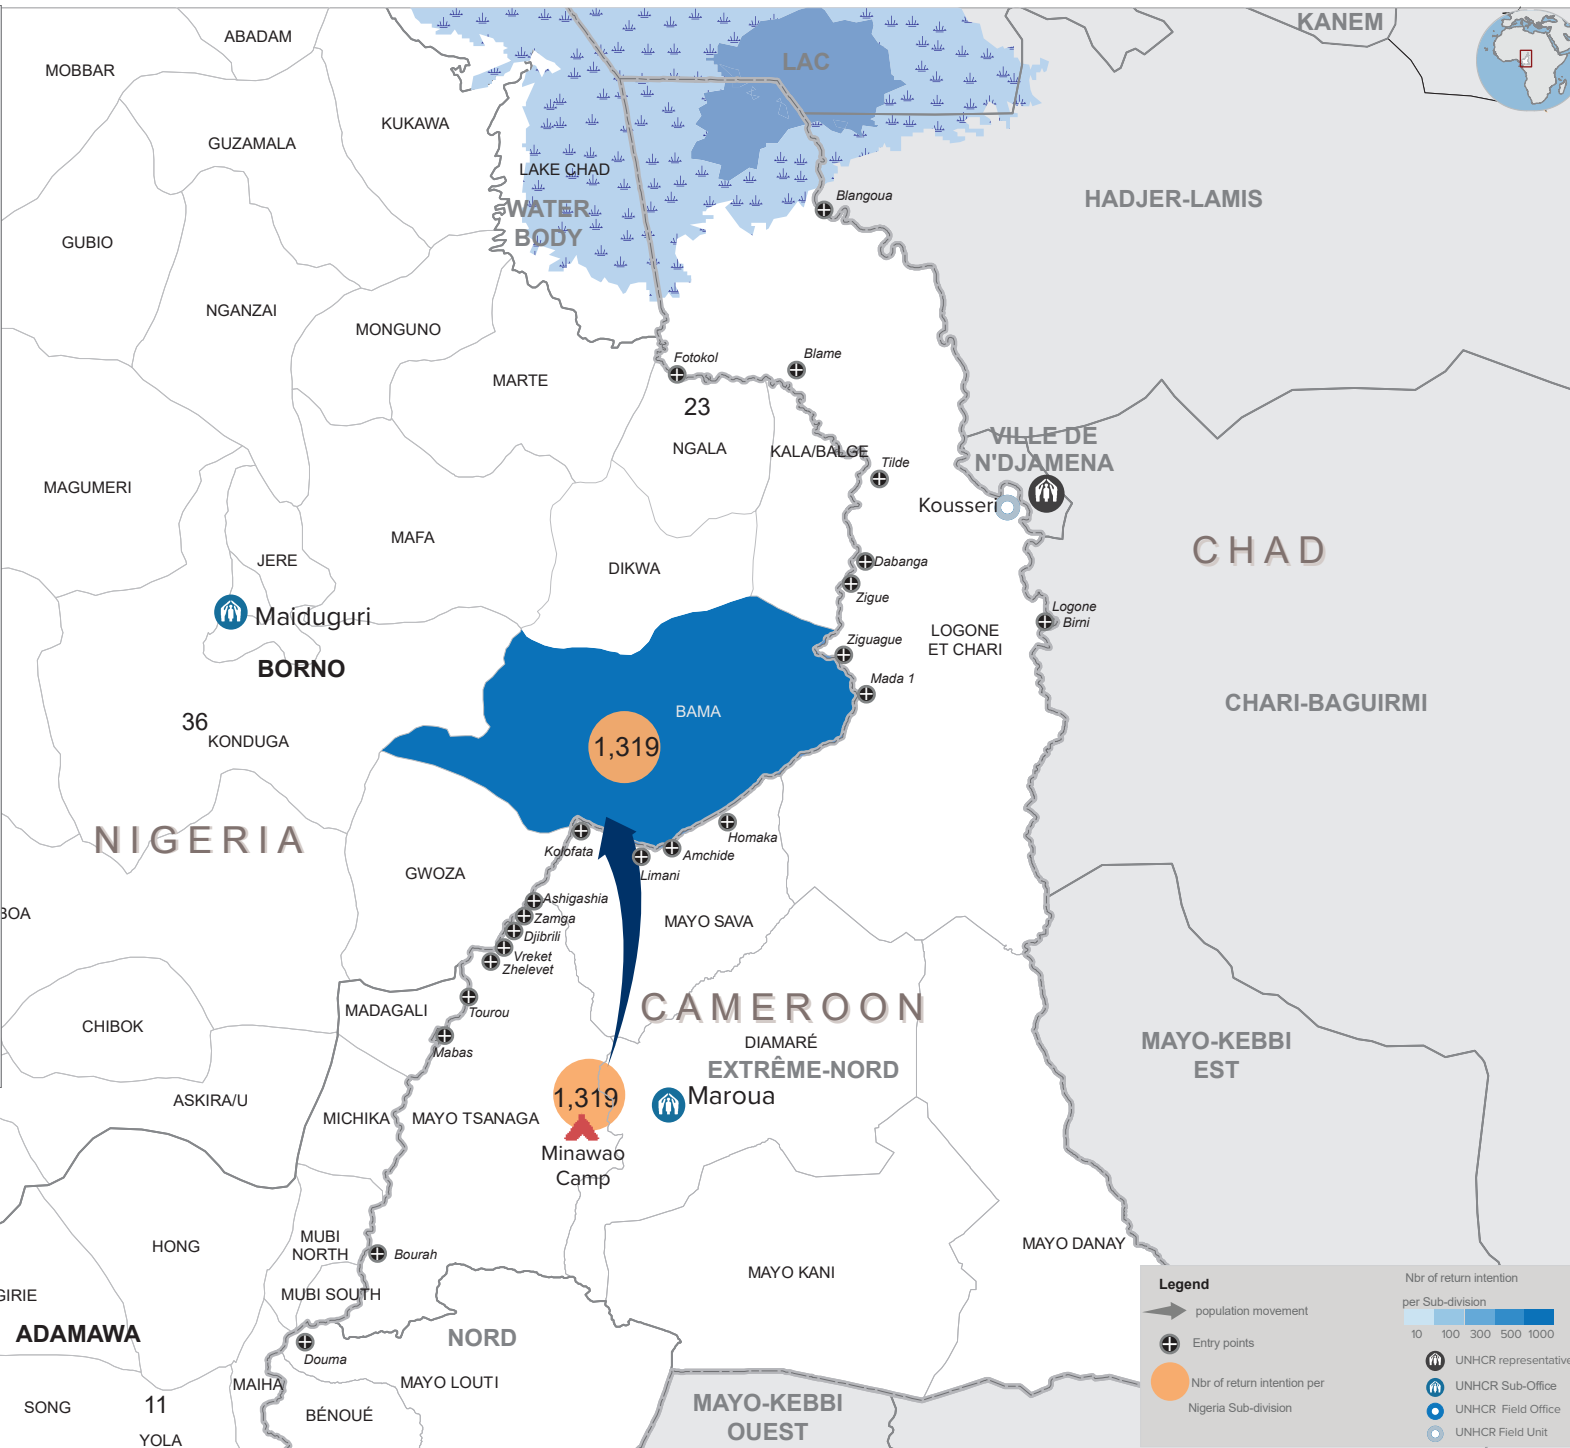 KANEM
ABADAM
MOBBAR
LAC
KUKAWA
GUZAMALA
LAKE CHAD
WATER
BODY
Blangoua
HADJER-LAMIS
GUBIO
NGANZAI
MONGUNO
Fotokol
Blame
MARTE
23
NGALA
KALA/BALGE
VILLE DE
N'DJAMENA
Tilde
MAGUMERI
Kousseri
MAFA
CHAD
JERE
DIKWA
Dabanga
Zigue
Maiduguri
Logone
Birni
LOGONE
ET CHARI
Ziguague
BORNO
Mada 1
CHARI-BAGUIRMI
BAMA
36
KONDUGA
1,319
NIGERIA
Homaka
Kolofata
Amchide
Limani
GWOZA
Ashigashia
BOA
Zamga
MAYO SAVA
Djibrili
Vreket
Zhelevet
CAMEROON
MADAGALI
Tourou
CHIBOK
DIAMARÉ
MAYO-KEBBI
EST
Mabas
EXTRÊME-NORD
1,319
Maroua
ASKIRA/U
MICHIKA
MAYO TSANAGA
Minawao
Camp
MUBI
NORTH
HONG
Bourah
MAYO DANAY
MAYO KANI
MUBI SOUTH
GIRIE
ADAMAWA
NORD
Douma
MAIHA
MAYO LOUTI
SONG
11
BÉNOUÉ
YOLA
MAYO-KEBBI
OUEST
Legend
population movement
Entry points
Nbr of return intention per
Nigeria Sub-division
Nbr of return intention
per Sub-division
10 100 300 500 1000
UNHCR representative
UNHCR Sub-Office
UNHCR Field Office
UNHCR Field Unit